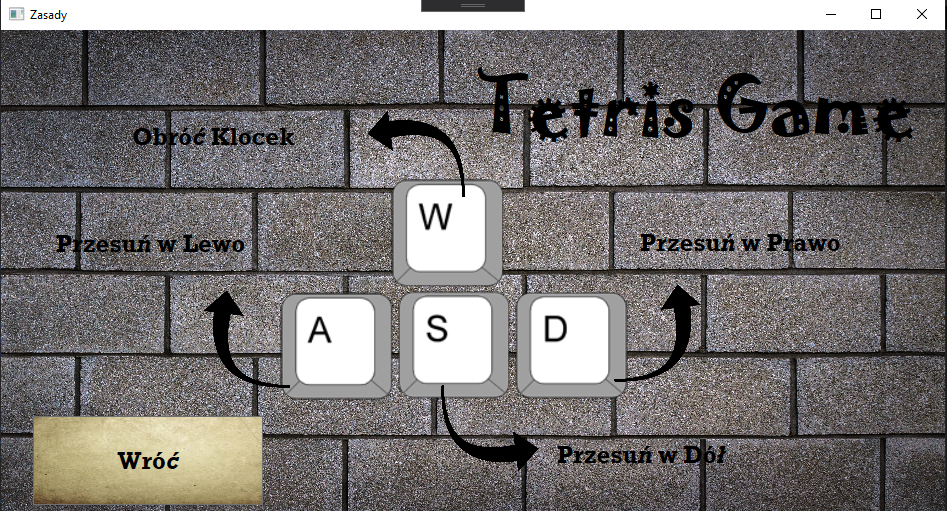 Zasady
Tetris Game
Obróć Klocek
W
Przesuń w Lewo
Przesuń w Prawo
A
S
D
Przesuń w Dół
Wróć